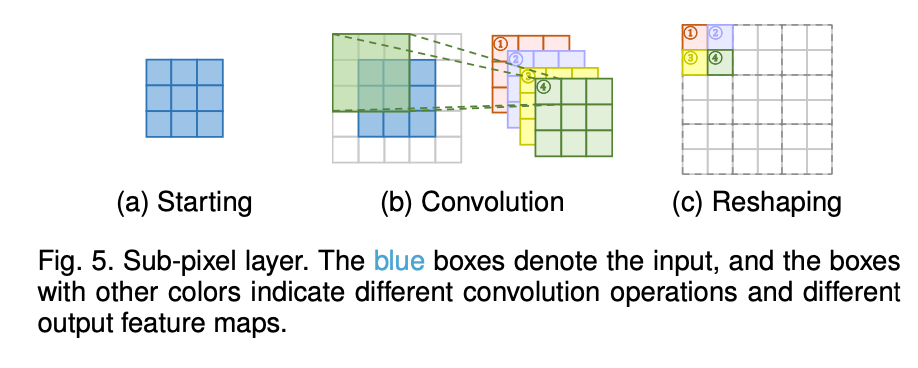 ① ② ③ ④
① ②
③ ④
(a) Starting (b) Convolution (c) Reshaping
Fig. 5. Sub-pixel layer. The blue boxes denote the input, and the boxes
with other colors indicate different convolution operations and different
output feature maps.